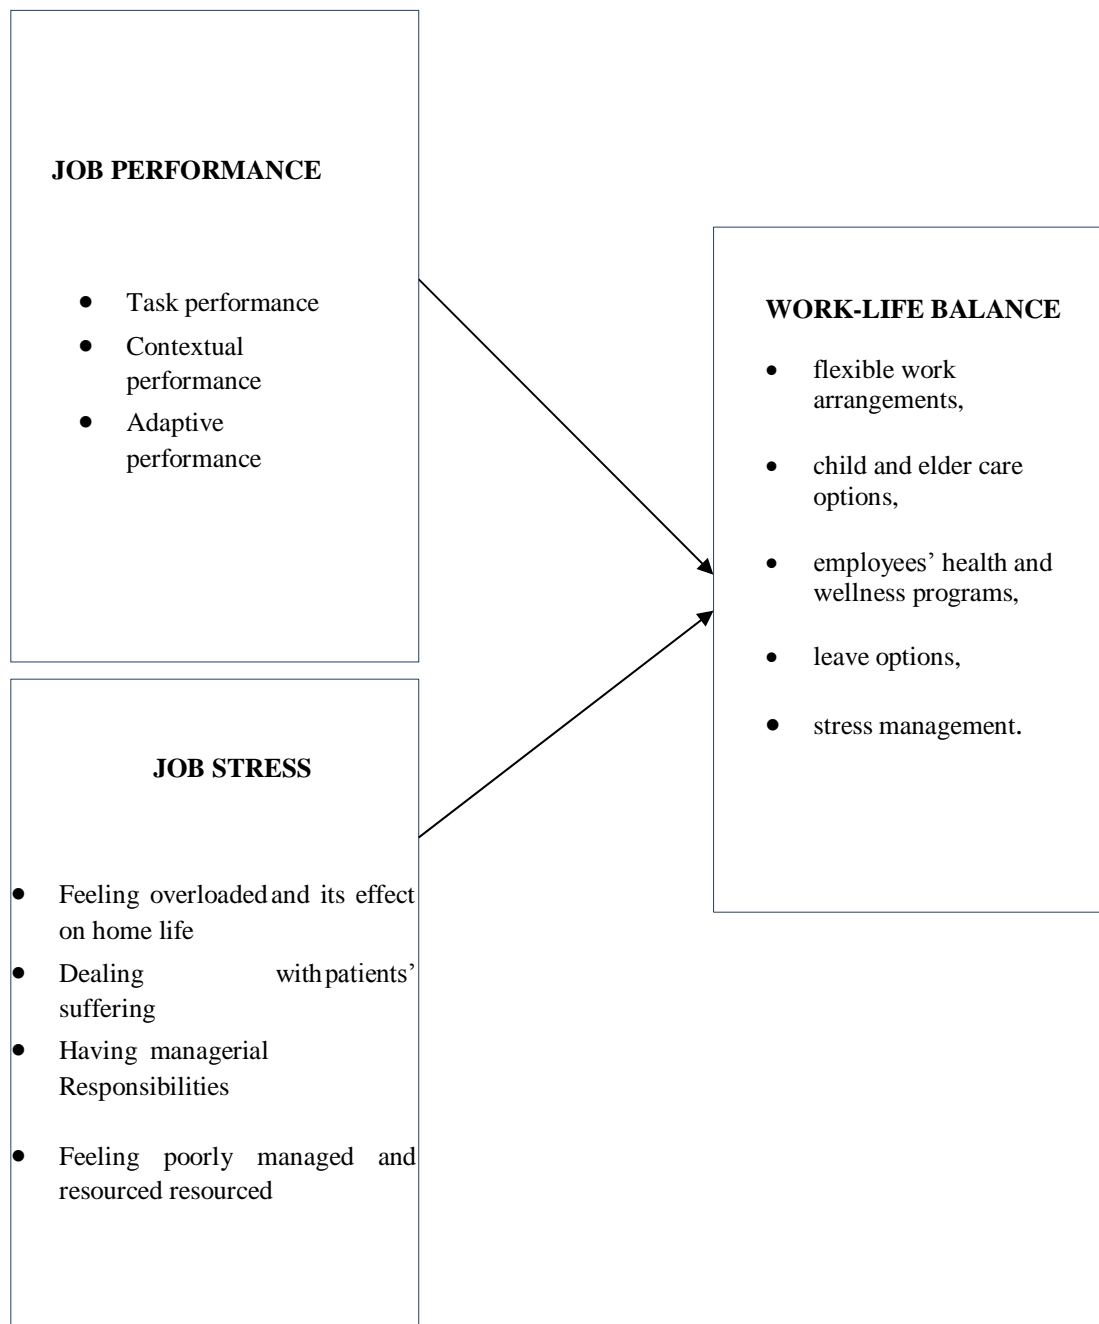 JOB PERFORMANCE
• Task performance
• Contextual
performance
• Adaptive
performance
JOB STRESS
• Feeling overloaded and its effect
on home life
• Dealing with patients’
suffering
• Having managerial
Responsibilities
• Feeling poorly managed and
resourced resourced
WORK-LIFE BALANCE
• flexible work
arrangements,
• child and elder care
options,
• employees’ health and
wellness programs,
• leave options,
• stress management.